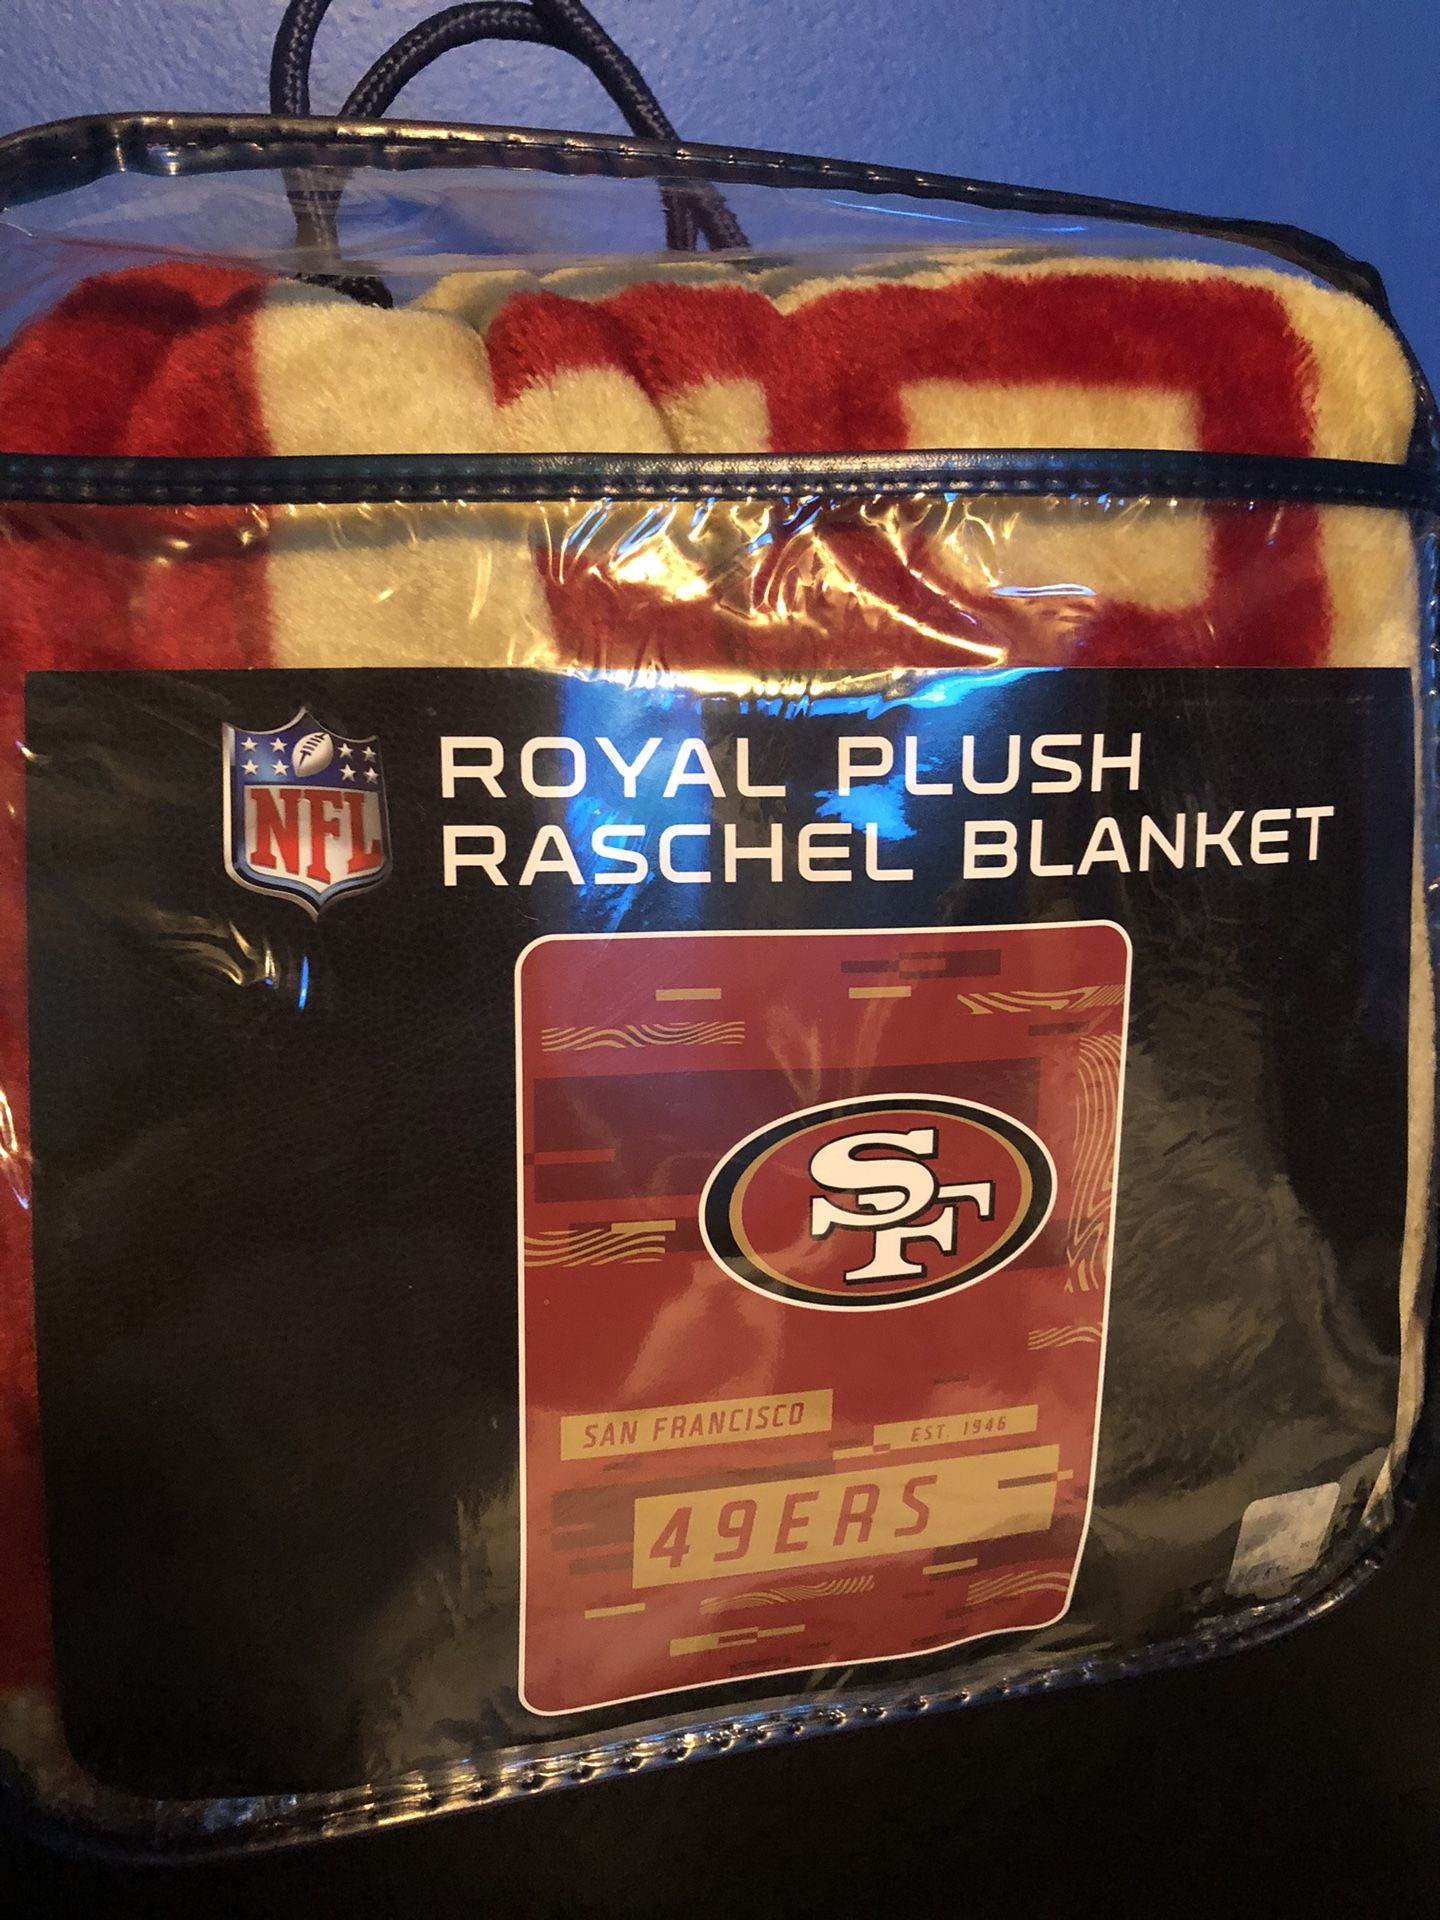 NFL
ROYAL PLUSH
RASCHEL BLANKET
SF
SAN FRANCISCO
EST. 1946
49ERS